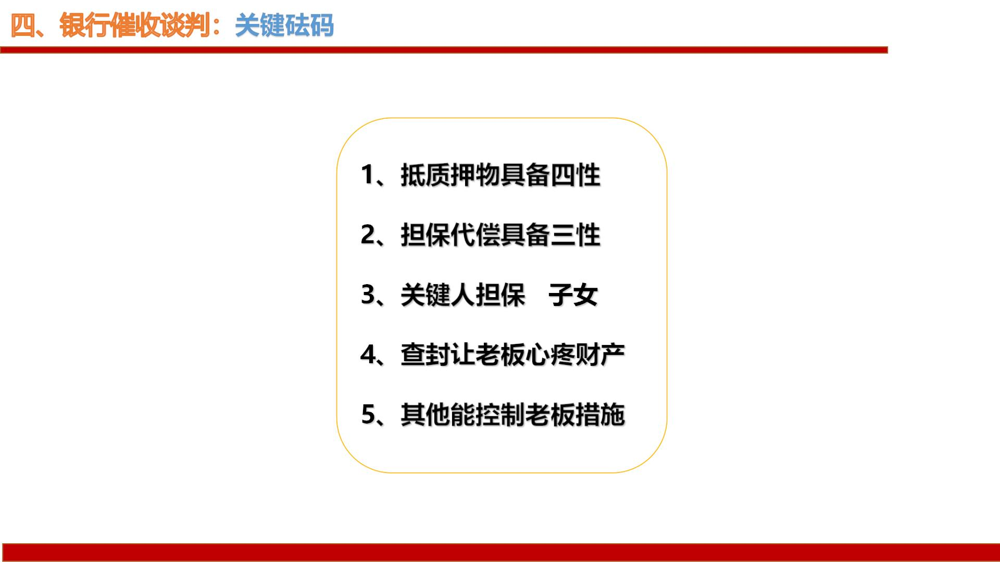 四、银行催收谈判：关键砝码
1、抵质押物具备四性
2、担保代偿具备三性
3、关键人担保　子女
4、查封让老板心疼财产
5、其他能控制老板措施